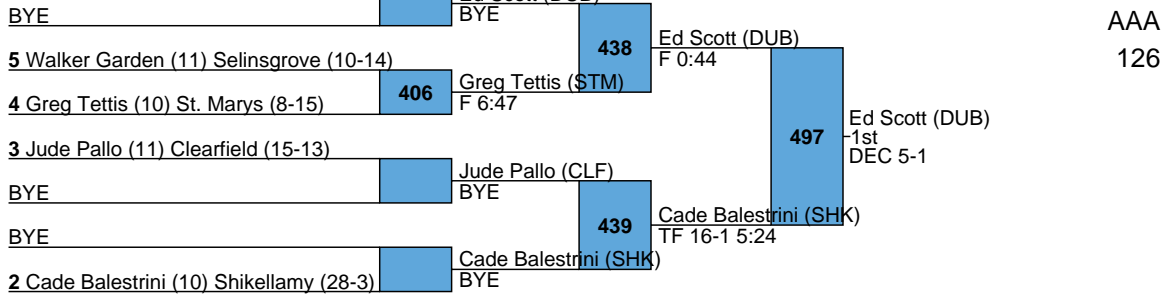 BYE
Ed Scott (DUB)
BYE
5 Walker Garden (11) Selinsgrove (10-14)
4 Greg Tettis (10) St. Marys (8-15)
406
Greg Tettis (STM)
F 6:47
438
Ed Scott (DUB)
F 0:44
3 Jude Pallo (11) Clearfield (15-13)
BYE
Jude Pallo (CLF)
BYE
BYE
2 Cade Balestrini (10) Shikellamy (28-3)
Cade Balestrini (SHK)
BYE
439
Cade Balestrini (SHK)
TF 16-1 5:24
497
Ed Scott (DUB)
1st
DEC 5-1
AAA
126